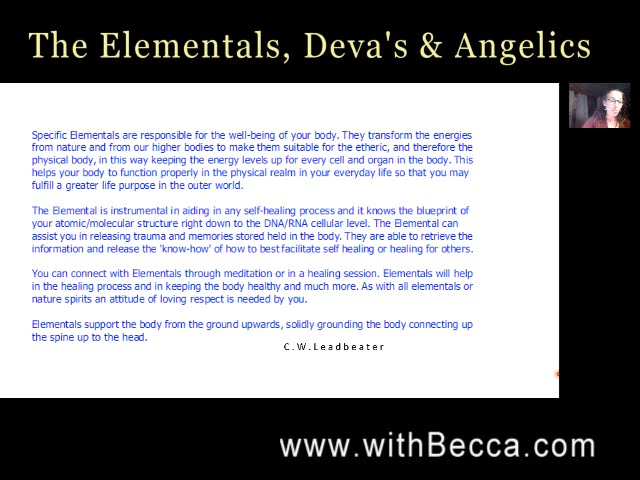 The Elementals, Deva's & Angelics
Specific Elementals are responsible for the well-being of your body. They transform the energies
from nature and from our higher bodies to make them suitable for the etheric, and therefore the
physical body, in this way keeping the energy levels up for every cell and organ in the body. This
helps your body to function properly in the physical realm in your everyday life so that you may
fulfill a greater life purpose in the outer world.
The Elemental is instrumental in aiding in any self-healing process and it knows the blueprint of
your atomic/molecular structure right down to the DNA/RNA cellular level. The Elemental can
assist you in releasing trauma and memories stored held in the body. They are able to retrieve the
information and release the 'know-how' of how to best facilitate self healing or healing for others.
You can connect with Elementals through meditation or in a healing session. Elementals will help
in the healing process and in keeping the body healthy and much more. As with all elementals or
nature spirits an attitude of loving respect is needed by you.
Elementals support the body from the ground upwards, solidly grounding the body connecting up
the spine up to the head.
C.W.Leadbeater
www.withBecca.com